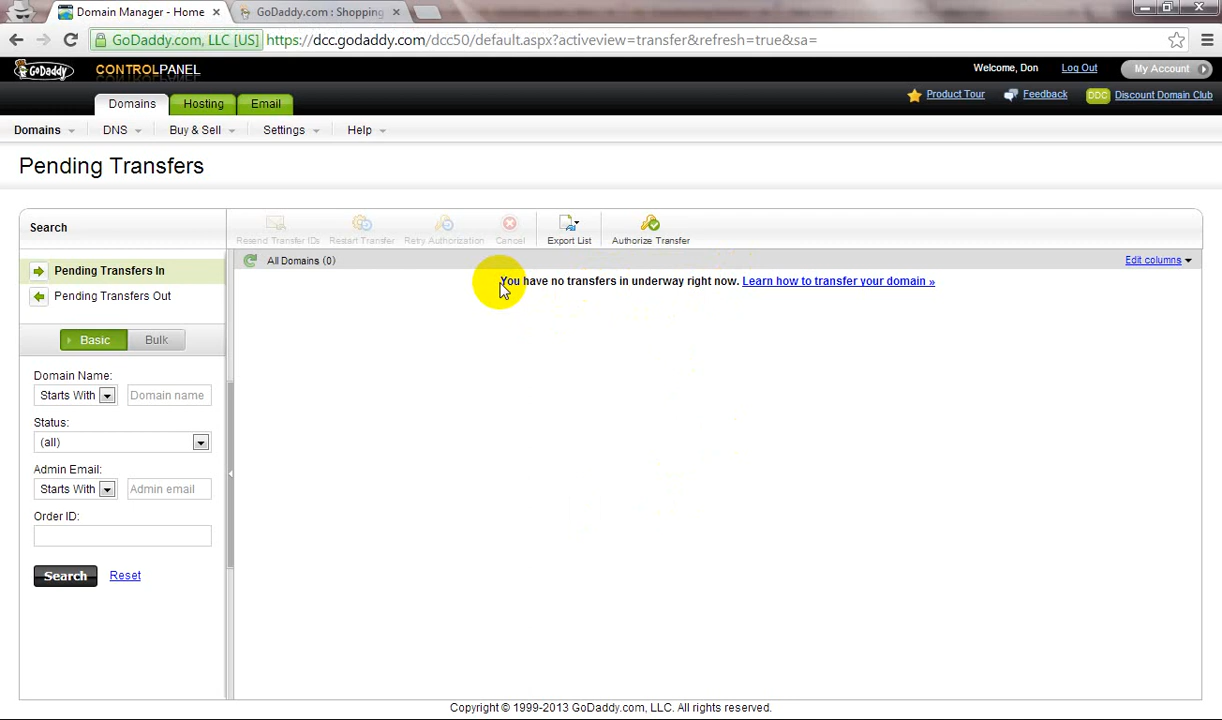 Domain Manager - Home
GoDaddy.com : Shopping
GoDaddy.com, LLC [US] https://dcc.godaddy.com/dcc50/default.aspx?activeview=transfer&refresh=true&sa=
GoDaddy CONTROLPANEL Welcome, Don Log Out My Account
Domains Hosting Email Product Tour Feedback DDC Discount Domain Club
Domains DNS Buy & Sell Settings Help
Pending Transfers
Search
Resend Transfer IDs Restart Transfer Retry Authorization Cancel Export List Authorize Transfer
All Domains (0) Edit columns
Pending Transfers In
You have no transfers in underway right now. Learn how to transfer your domain »
Pending Transfers Out
Basic Bulk
Domain Name:
Starts With Domain name
Status:
(all)
Admin Email:
Starts With Admin email
Order ID:
Search Reset
Copyright © 1999-2013 GoDaddy.com, LLC. All rights reserved.